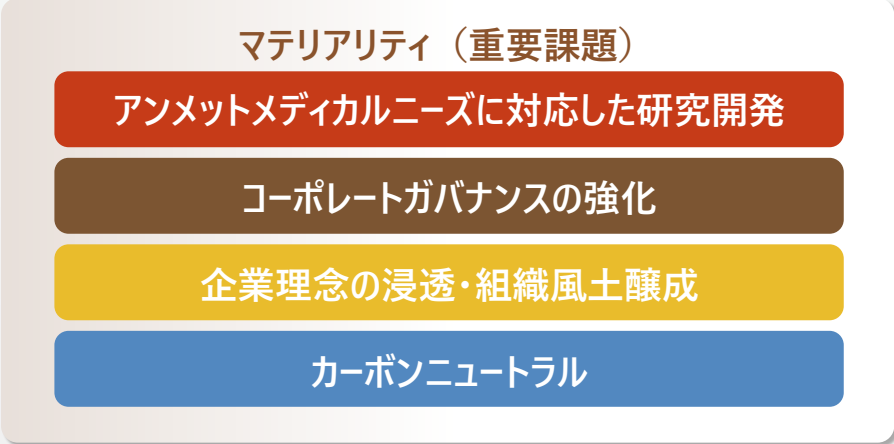 マテリアリティ（重要課題）
アンメットメディカルニーズに対応した研究開発
コーポレートガバナンスの強化
企業理念の浸透・組織風土醸成
カーボンニュートラル